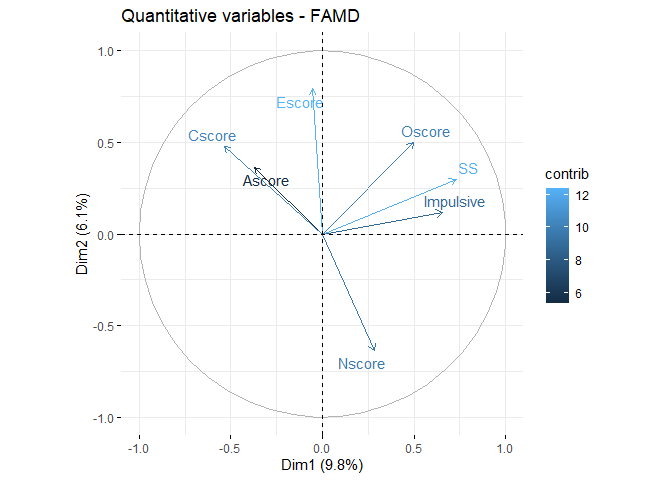 Quantitative variables - FAMD
1.0
Escore
Cscore
Oscore
0.5
SS
Ascore
Impulsive
0.0
-0.5
Nscore
-1.0
-1.0
-0.5
0.0
0.5
1.0
Dim1 (9.8%)
Dim2 (6.1%)
contrib
12
10
8
6